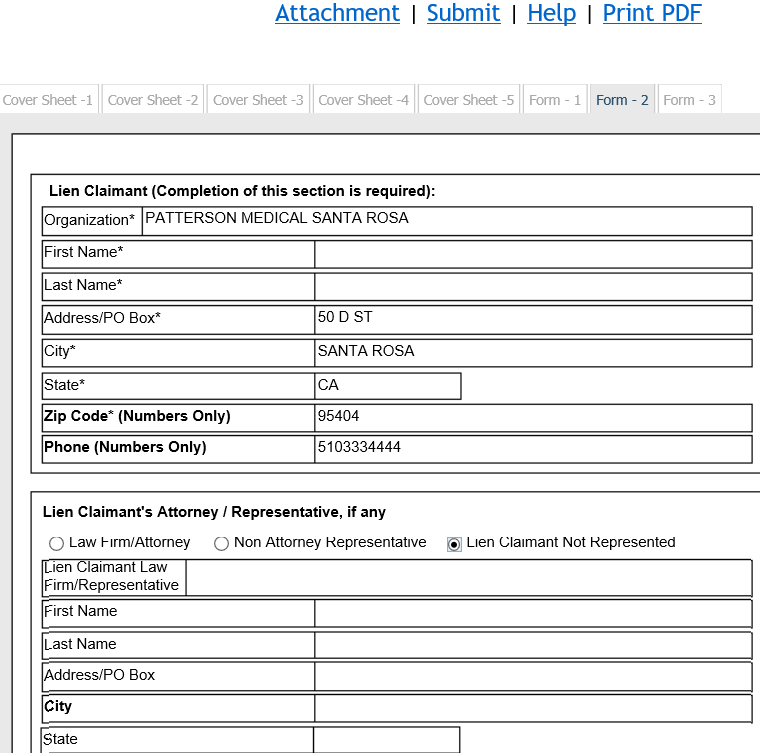 Attachment | Submit | Help | Print PDF
Cover Sheet -1 Cover Sheet -2 Cover Sheet -3 Cover Sheet -4 Cover Sheet -5 Form - 1 Form - 2 Form - 3
Lien Claimant (Completion of this section is required):
Organization* PATTERSON MEDICAL SANTA ROSA
First Name*
Last Name*
Address/PO Box* 50 D ST
City* SANTA ROSA
State* CA
Zip Code* (Numbers Only) 95404
Phone (Numbers Only) 5103334444
Lien Claimant's Attorney / Representative, if any
Law Firm/Attorney Non Attorney Representative Lien Claimant Not Represented
Lien Claimant Law
Firm/Representative
First Name
Last Name
Address/PO Box
City
State